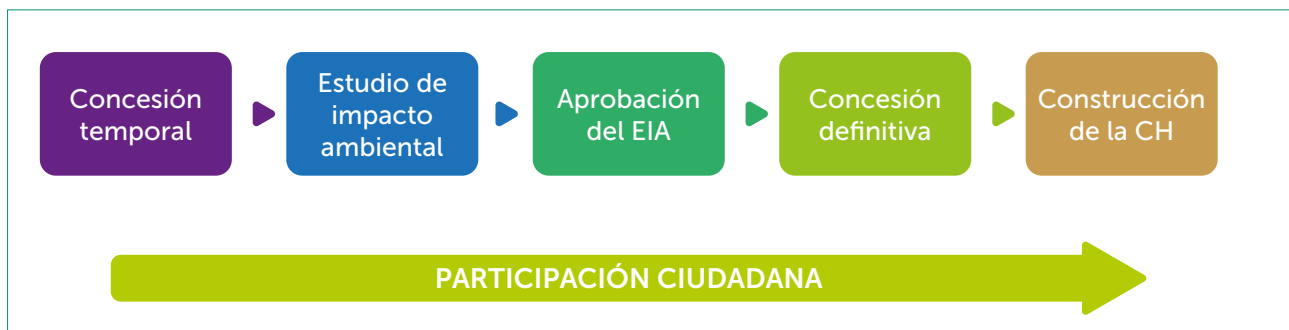 Concesión
temporal
Estudio de
impacto
ambiental
Aprobación
del EIA
Concesión
definitiva
Construcción
de la CH
PARTICIPACIÓN CIUDADANA